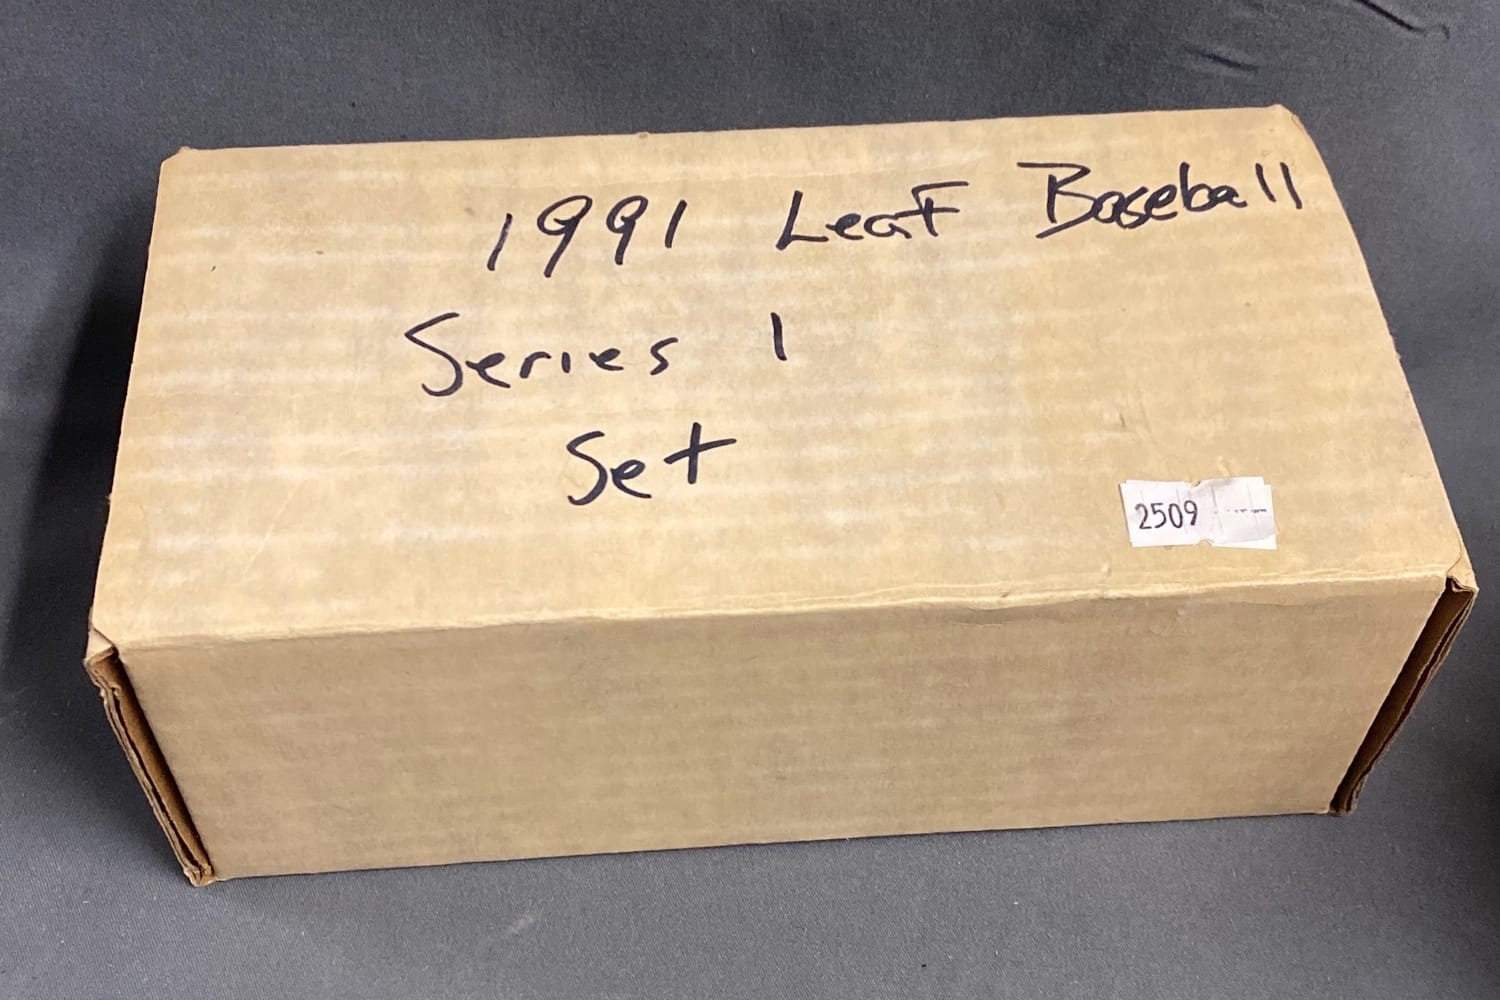 1991 Leaf Baseball
Series 1
Set
2509